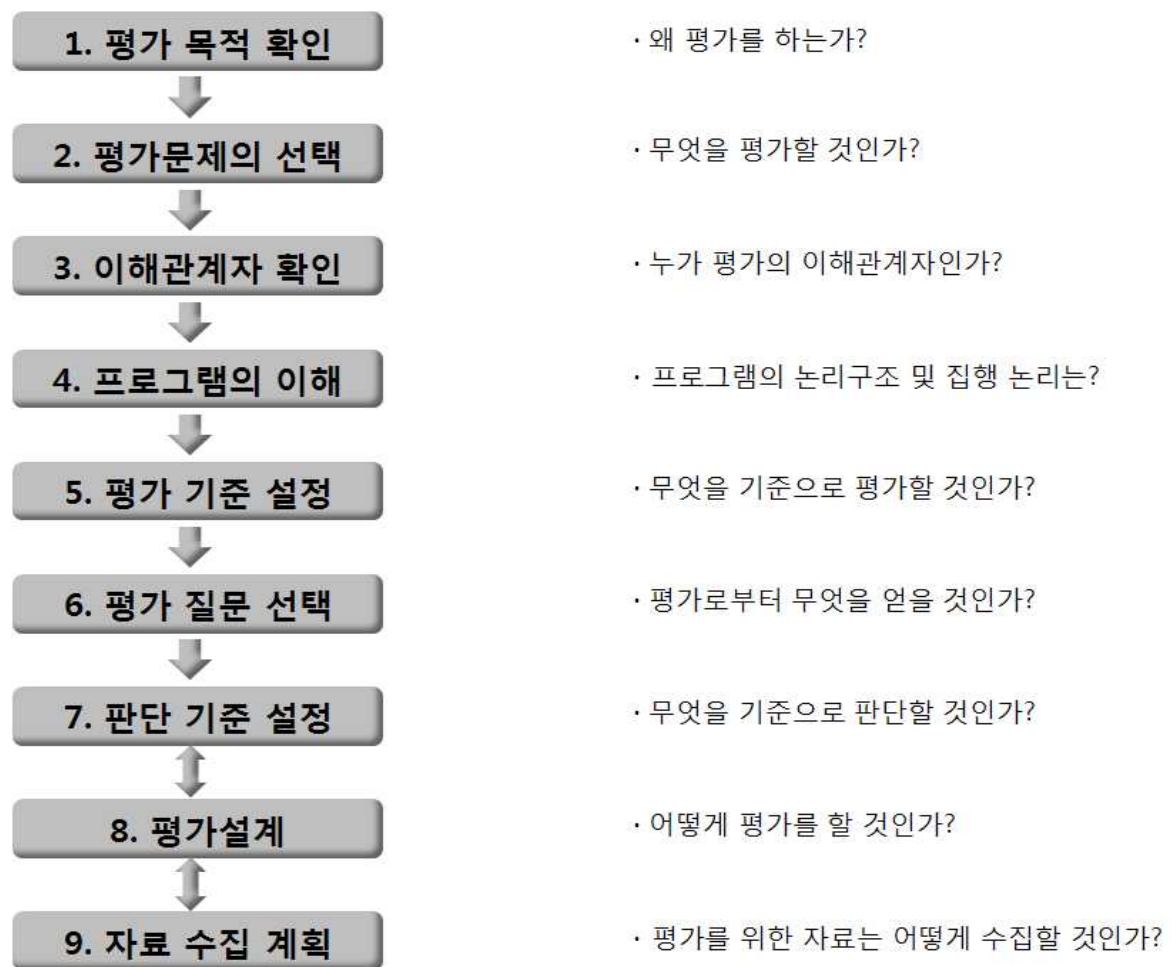 1. 평가 목적 확인
· 왜 평가를 하는가?
2. 평가문제의 선택
· 무엇을 평가할 것인가?
3. 이해관계자 확인
· 누가 평가의 이해관계자인가?
4. 프로그램의 이해
· 프로그램의 논리구조 및 집행 논리는?
5. 평가 기준 설정
· 무엇을 기준으로 평가할 것인가?
6. 평가 질문 선택
· 평가로부터 무엇을 얻을 것인가?
7. 판단 기준 설정
· 무엇을 기준으로 판단할 것인가?
8. 평가설계
· 어떻게 평가를 할 것인가?
9. 자료 수집 계획
· 평가를 위한 자료는 어떻게 수집할 것인가?